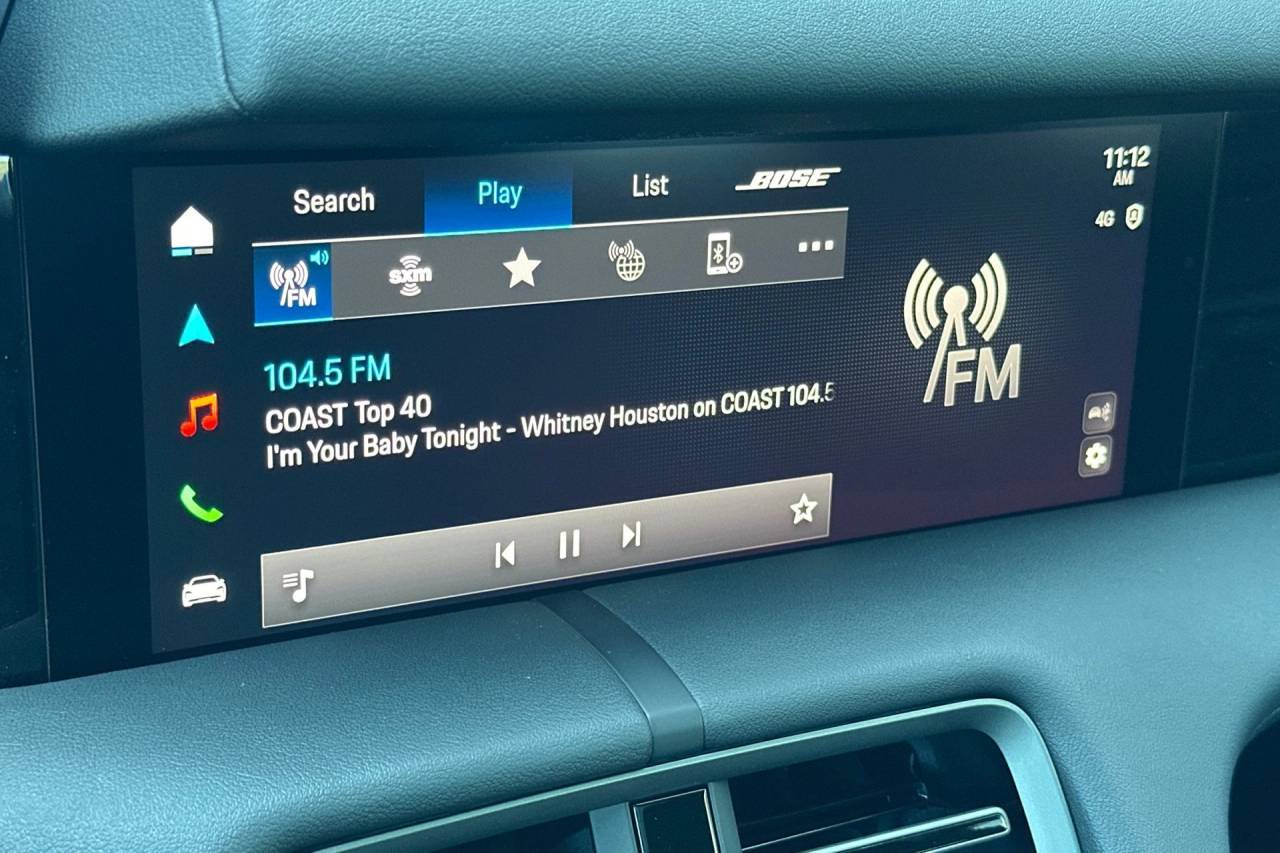 Search
Play
List
BOSE
11:12
AM
4G
FM
sxm
FM
104.5 FM
COAST Top 40
I'm Your Baby Tonight - Whitney Houston on COAST 104.5